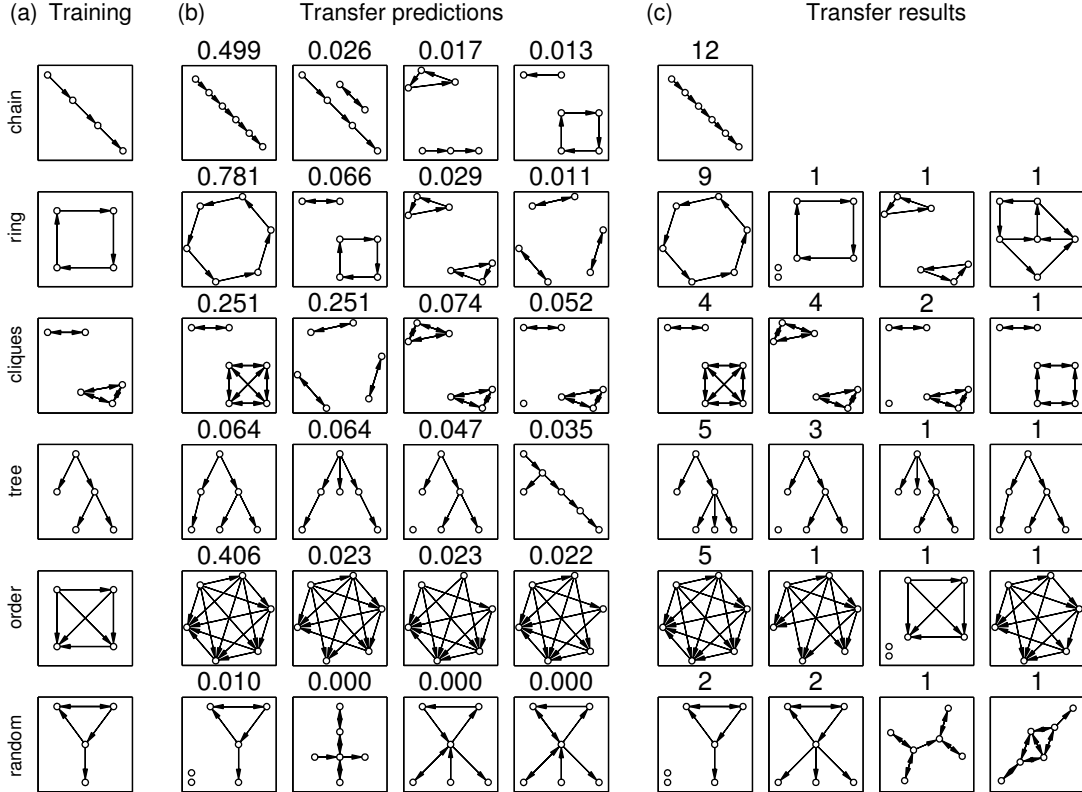 (a) Training (b) Transfer predictions (c) Transfer results
chain 0.499 0.026 0.017 0.013 12
ring 0.781 0.066 0.029 0.011 9 1 1 1
cliques 0.251 0.251 0.074 0.052 4 4 2 1
tree 0.064 0.064 0.047 0.035 5 3 1 1
order 0.406 0.023 0.023 0.022 5 1 1 1
random 0.010 0.000 0.000 0.000 2 2 1 1